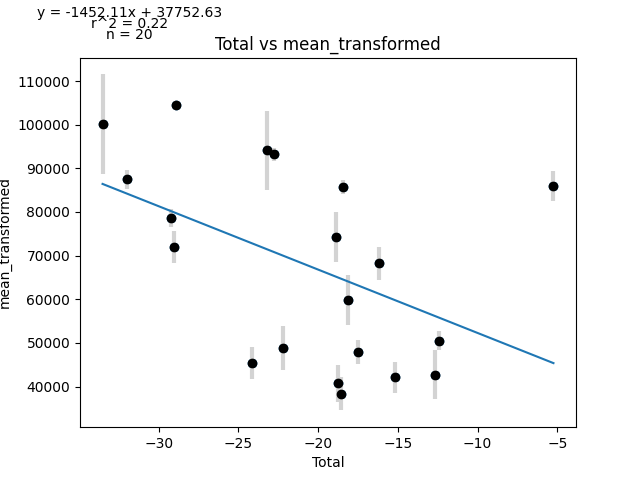 y = -1452.11x + 37752.63
r^2 = 0.22
n = 20
Total vs mean_transformed
110000
100000
90000
80000
70000
60000
50000
40000
mean_transformed
−30
−25
−20
−15
−10
−5
Total